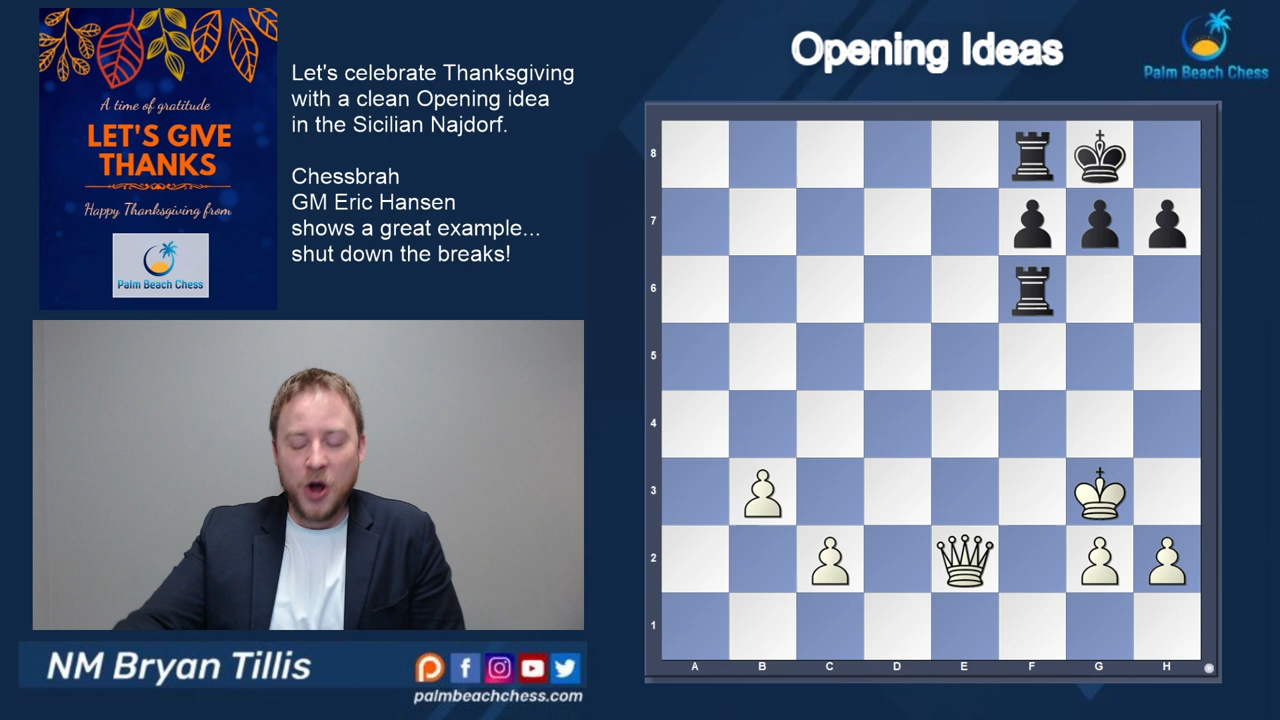 A time of gratitude
LET'S GIVE
THANKS
Happy Thanksgiving from
Palm Beach Chess
Let's celebrate Thanksgiving
with a clean Opening idea
in the Sicilian Najdorf.
Chessbrah
GM Eric Hansen
shows a great example...
shut down the breaks!
Opening Ideas
Palm Beach Chess
8
7
6
5
4
3
2
1
A B C D E F G H
NM Bryan Tillis
palmbeachchess.com